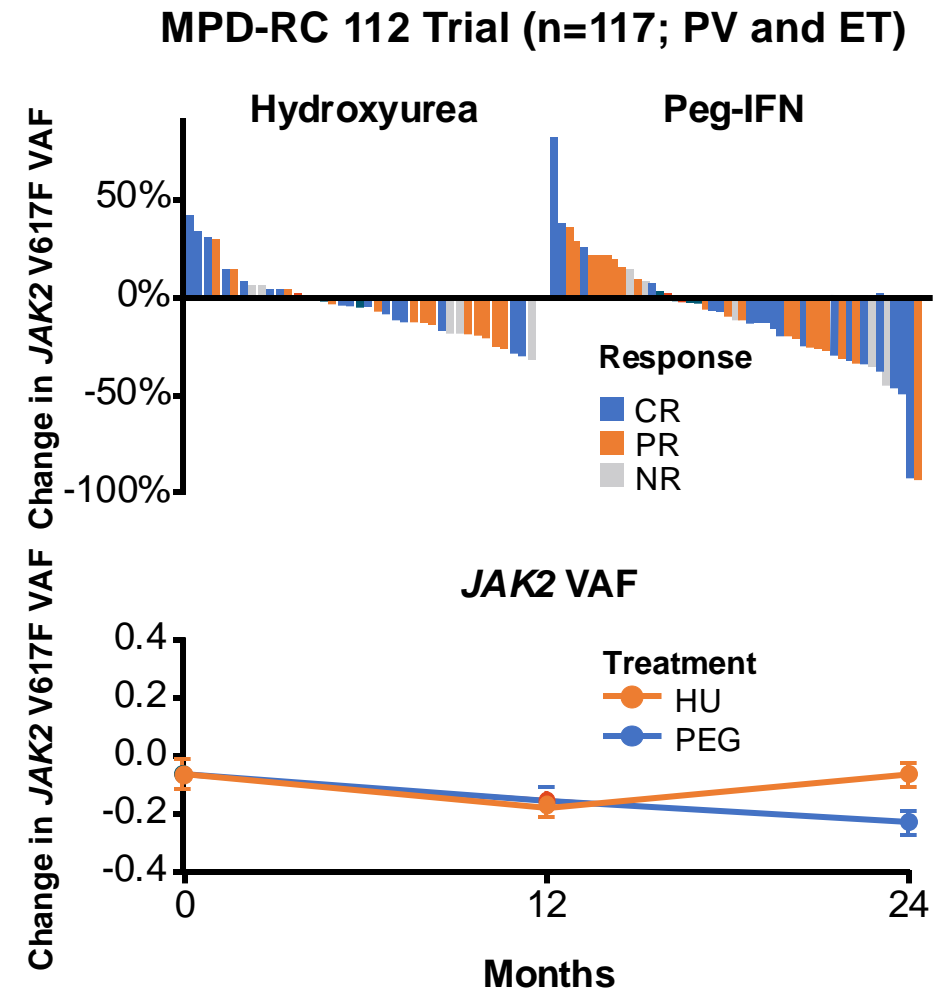 MPD-RC 112 Trial (n=117; PV and ET)
Hydroxyurea
Peg-IFN
Change in JAK2 V617F VAF
50%
0%
-50%
-100%
Response
CR
PR
NR
JAK2 VAF
Change in JAK2 V617F VAF
0.4
0.2
0.0
-0.2
-0.4
Treatment
HU
PEG
0
12
24
Months